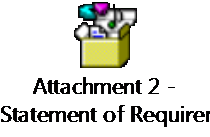 Attachment 2 -
Statement of Requirer